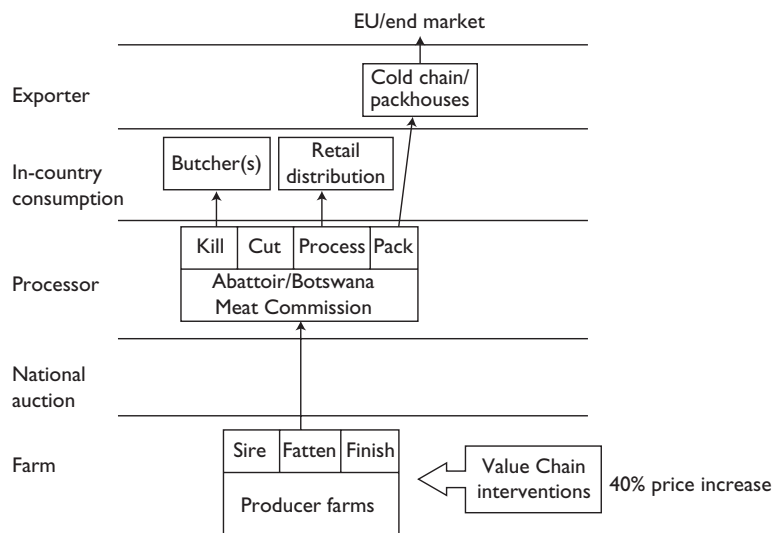 EU/end market
Exporter
Cold chain/
packhouses
In-country
consumption
Butcher(s)
Retail
distribution
Processor
Kill Cut Process Pack
Abattoir/Botswana
Meat Commission
National
auction
Farm
Sire Fatten Finish
Producer farms
Value Chain
interventions
40% price increase